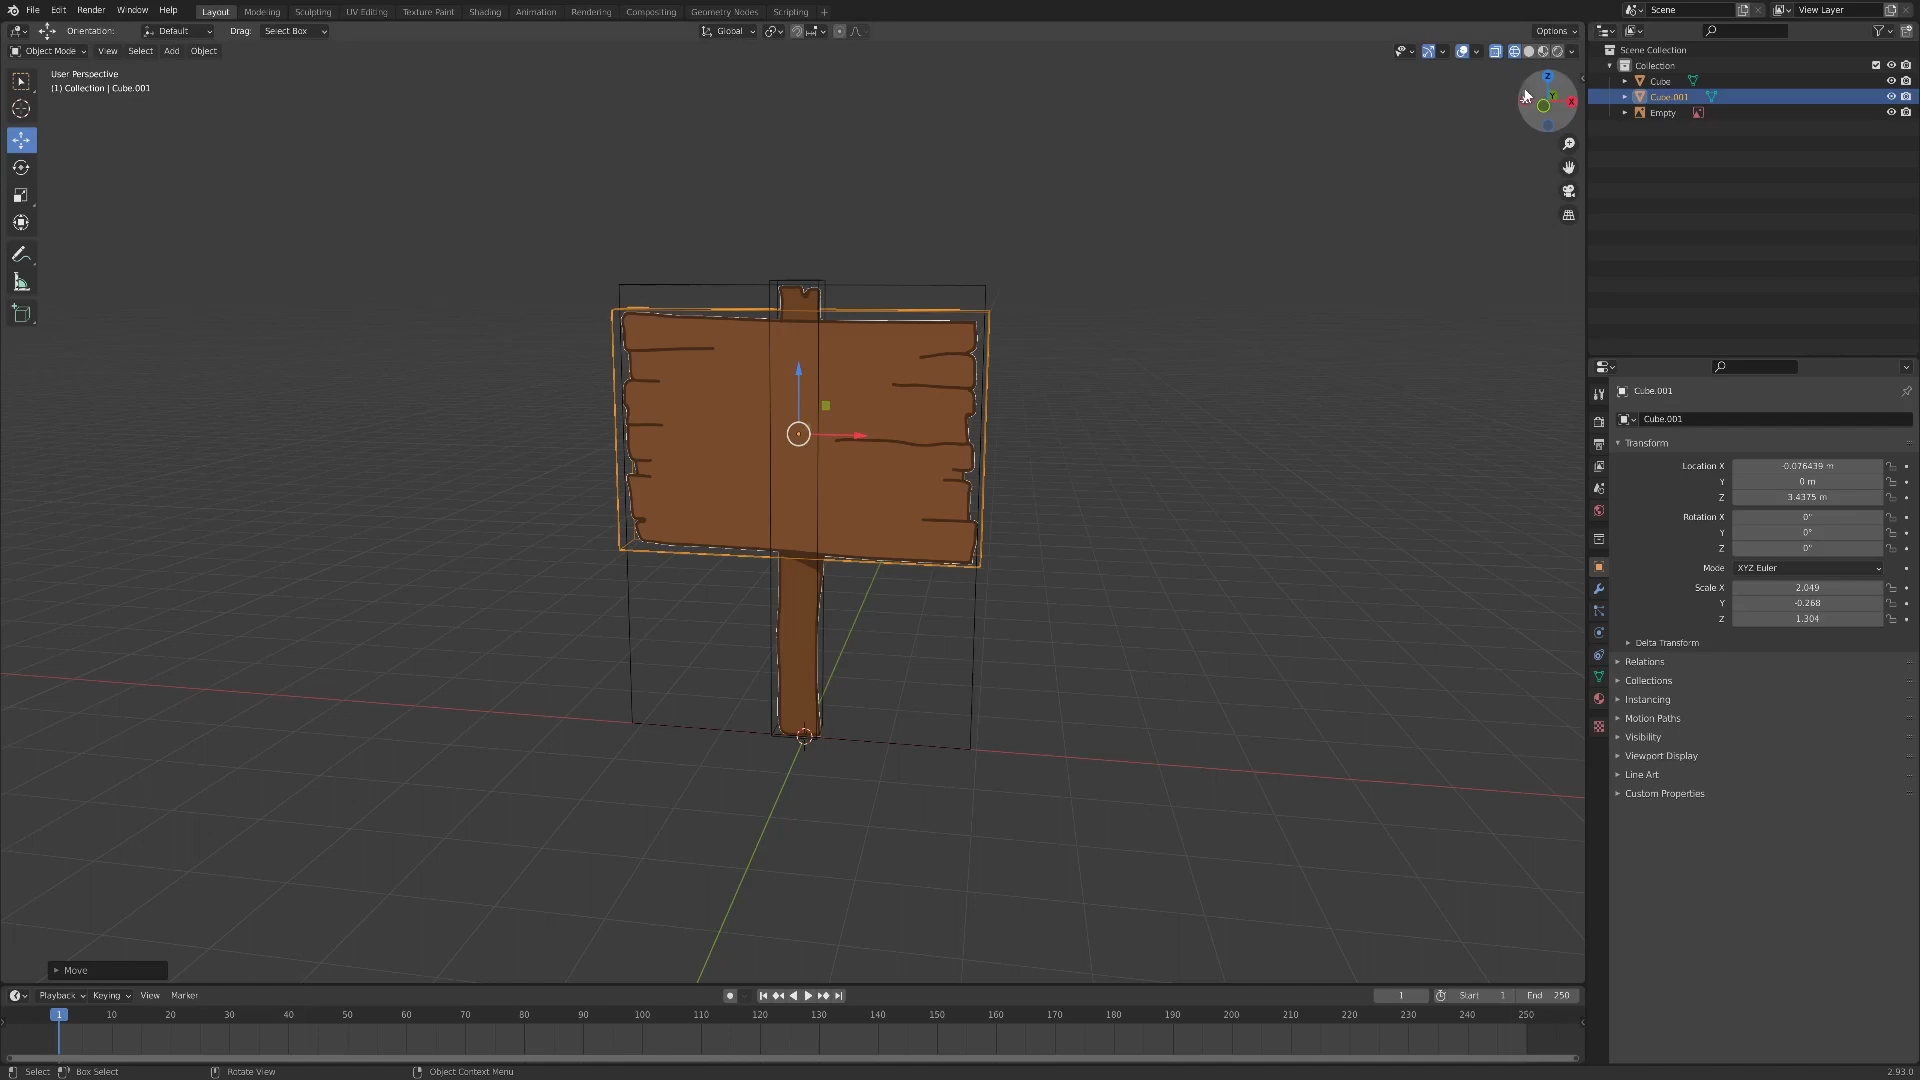 File Edit Render Window Help Layout Modeling Sculpting UV Editing Texture Paint Shading Animation Rendering Compositing Geometry Nodes Scripting + Scene View Layer
Orientation: Default Drag: Select Box Global Options
Object Mode View Select Add Object
User Perspective
(1) Collection | Cube.001
Z
Y
X
Scene Collection
Collection
Cube
Cube.001
Empty
Cube.001
Cube.001
Transform
Location X -0.076439 m
Y 0 m
Z 3.4375 m
Rotation X 0°
Y 0°
Z 0°
Mode XYZ Euler
Scale X 2.049
Y -0.268
Z 1.304
Delta Transform
Relations
Collections
Instancing
Motion Paths
Visibility
Viewport Display
Line Art
Custom Properties
Move
Playback Keying View Marker 1 Start 1 End 250
1 10 20 30 40 50 60 70 80 90 100 110 120 130 140 150 160 170 180 190 200 210 220 230 240 250
Select Box Select Rotate View Object Context Menu 2.93.0